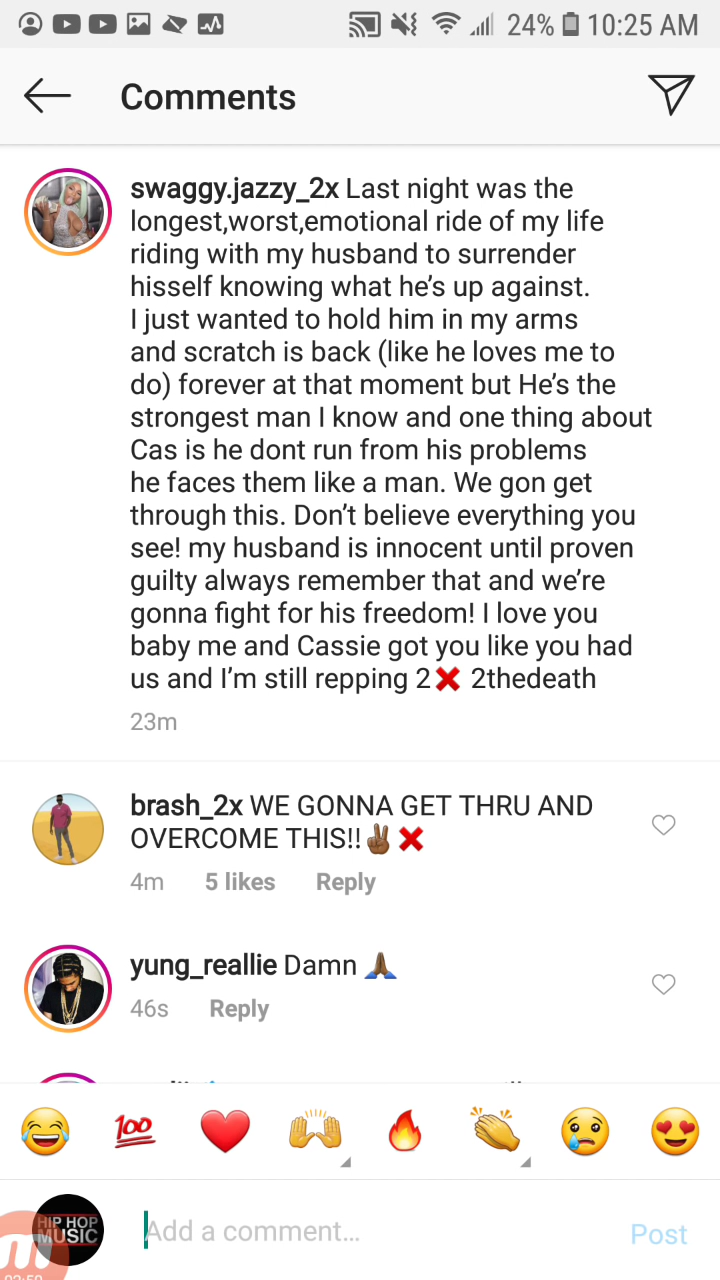 24% 10:25 AM
Comments
swaggy.jazzy_2x Last night was the
longest,worst,emotional ride of my life
riding with my husband to surrender
hisself knowing what he’s up against.
I just wanted to hold him in my arms
and scratch is back (like he loves me to
do) forever at that moment but He’s the
strongest man I know and one thing about
Cas is he dont run from his problems
he faces them like a man. We gon get
through this. Don’t believe everything you
see! my husband is innocent until proven
guilty always remember that and we’re
gonna fight for his freedom! I love you
baby me and Cassie got you like you had
us and I’m still repping 2❌ 2thedeath
23m
brash_2x WE GONNA GET THRU AND
OVERCOME THIS!!✌🏾❌
4m 5 likes Reply
yung_reallie Damn 🙏🏾
46s Reply
💯
HIP HOP
MUSIC
Add a comment...
Post